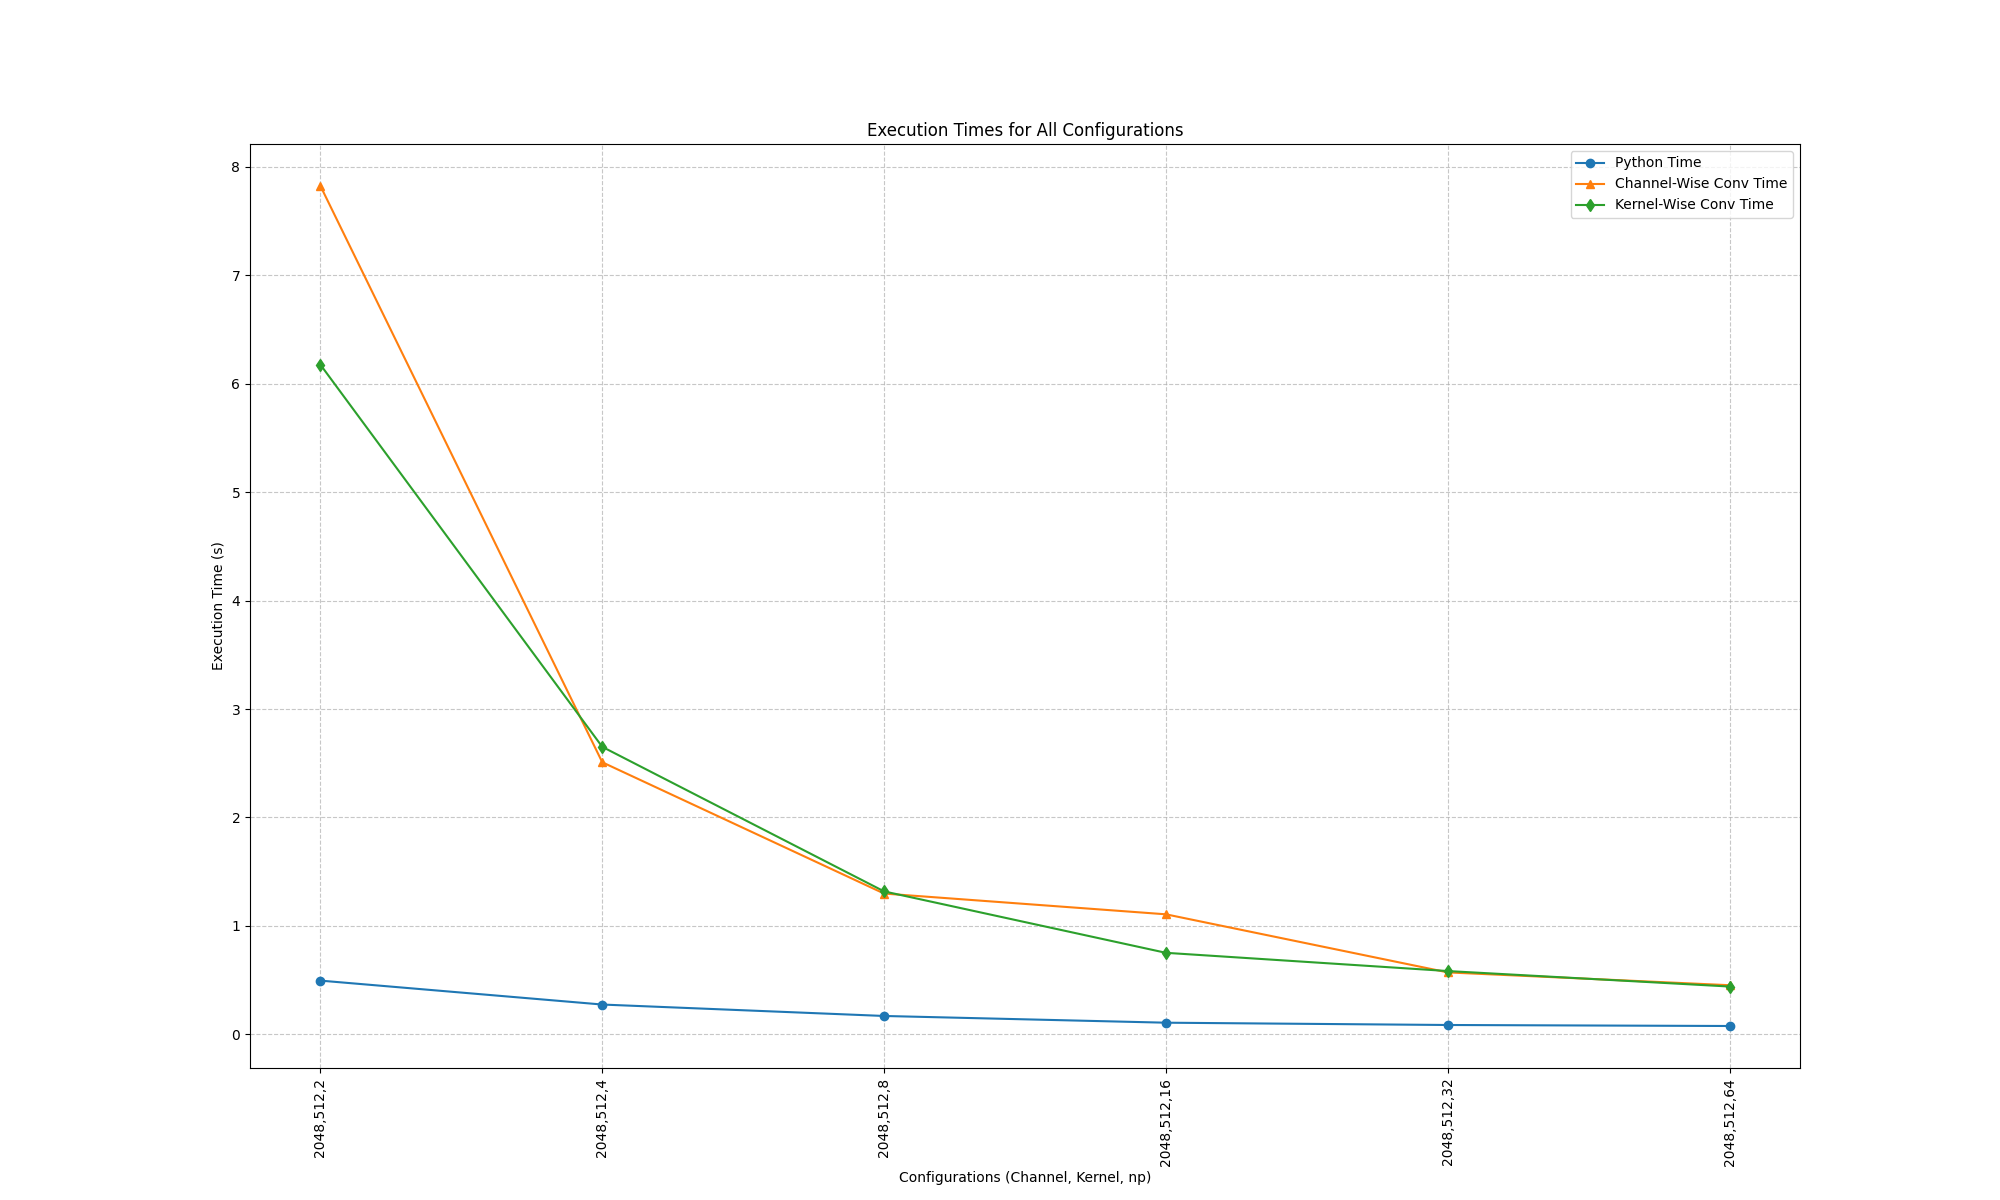 Execution Times for All Configurations
Python Time
Channel-Wise Conv Time
Kernel-Wise Conv Time
8
7
6
5
4
3
2
1
0
Execution Time (s)
2048,512,2
2048,512,4
2048,512,8
2048,512,16
2048,512,32
2048,512,64
Configurations (Channel, Kernel, np)